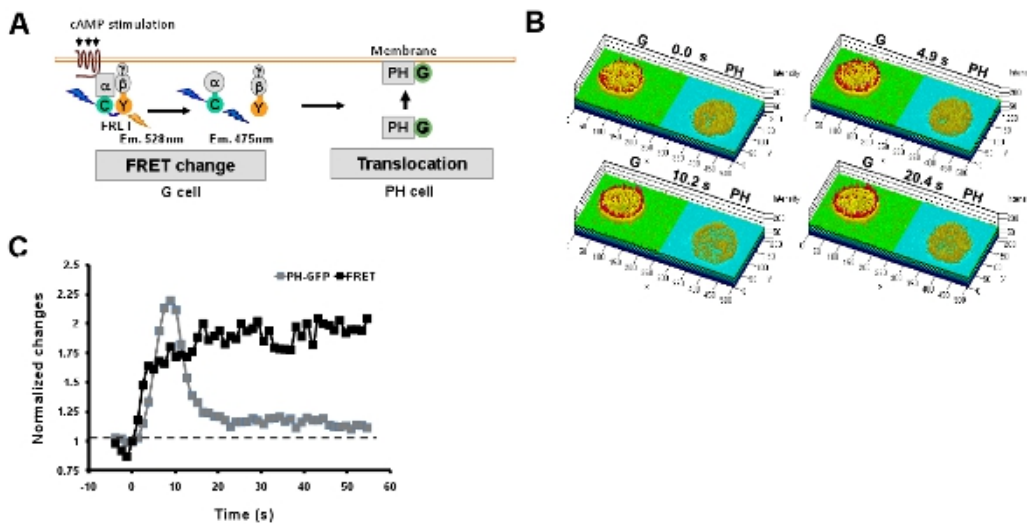 A
cAMP stimulation
Membrane
α
γ
β
C
Y
α
C
γ
β
Y
PH
G
PH
G
Em. 528nm
Em. 475nm
FRET change
Translocation
G cell
PH cell
B
G
0.0 s
PH
Intensity
G
4.9 s
PH
G
10.2 s
PH
G
20.4 s
PH
C
2.5
2.25
2
1.75
1.5
1.25
1
0.75
PH-GFP
FRET
Normalized changes
-10
0
10
20
30
40
50
60
Time (s)